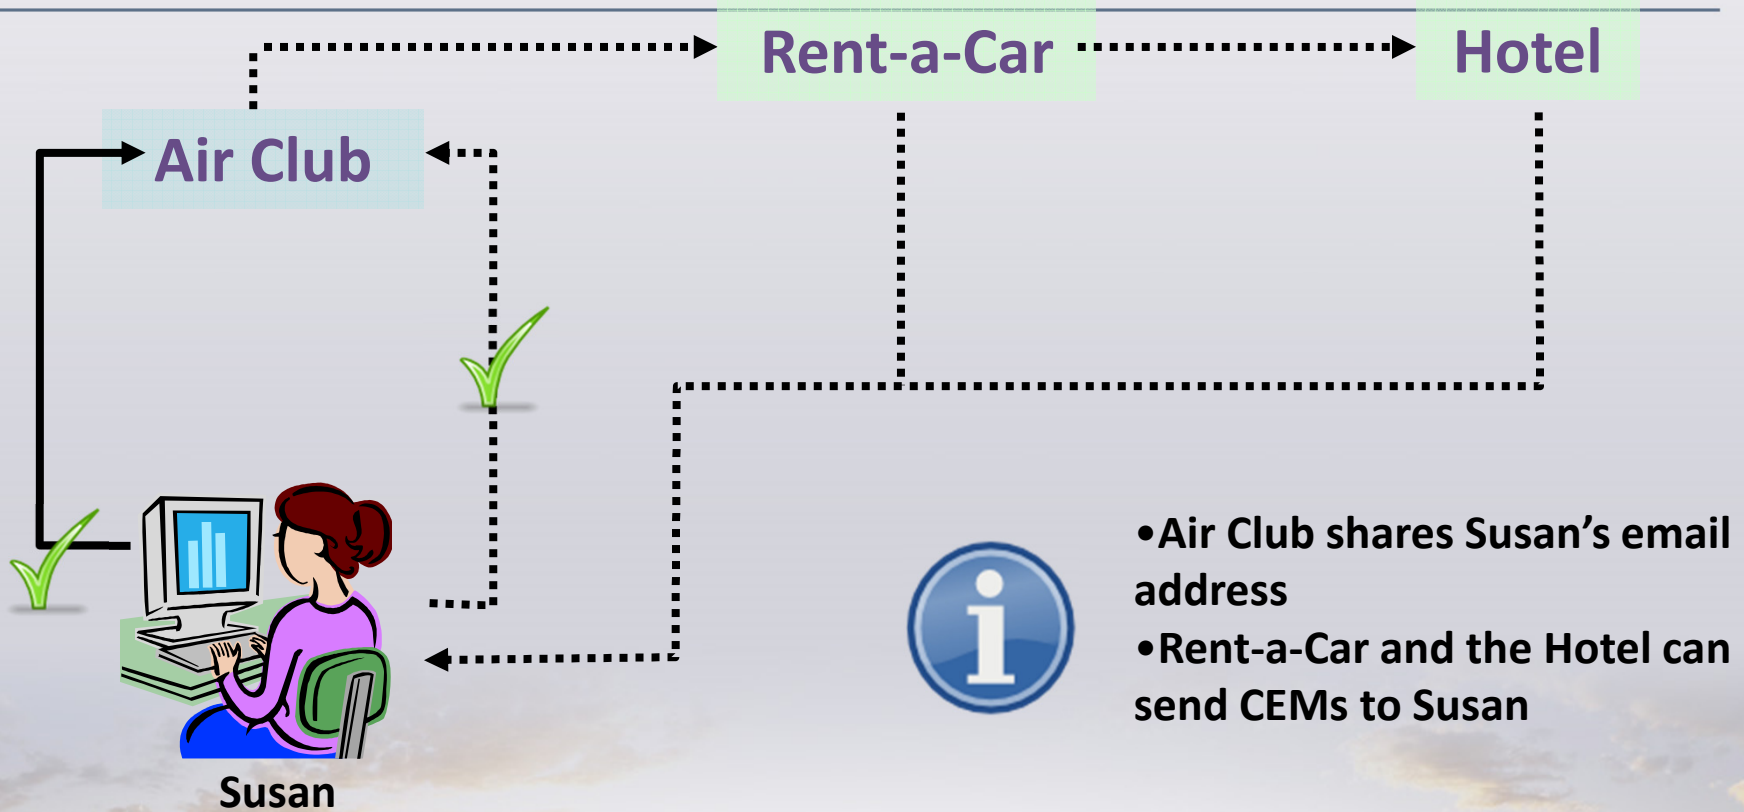 Rent-a-Car
Hotel
Air Club
•Air Club shares Susan’s email
address
•Rent-a-Car and the Hotel can
send CEMs to Susan
Susan